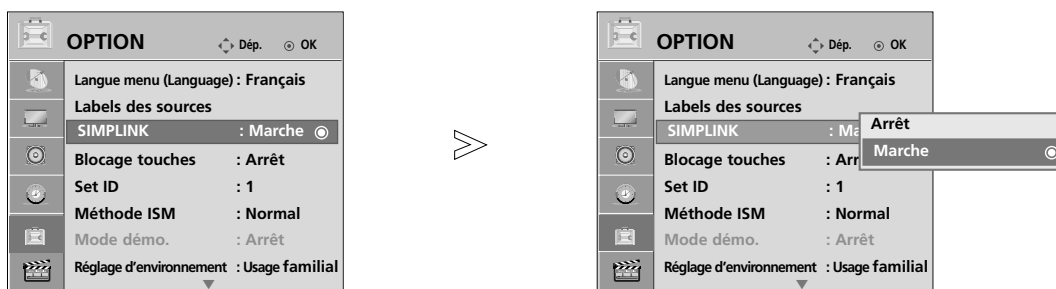 OPTION Dép. OK
Langue menu (Language) : Français
Labels des sources
SIMPLINK : Marche
Blocage touches : Arrêt
Set ID : 1
Méthode ISM : Normal
Mode démo. : Arrêt
Réglage d'environnement : Usage familial
OPTION Dép. OK
Langue menu (Language) : Français
Labels des sources
SIMPLINK : Ma
Arrêt
Marche
Blocage touches : Arr
Set ID : 1
Méthode ISM : Normal
Mode démo. : Arrêt
Réglage d'environnement : Usage familial